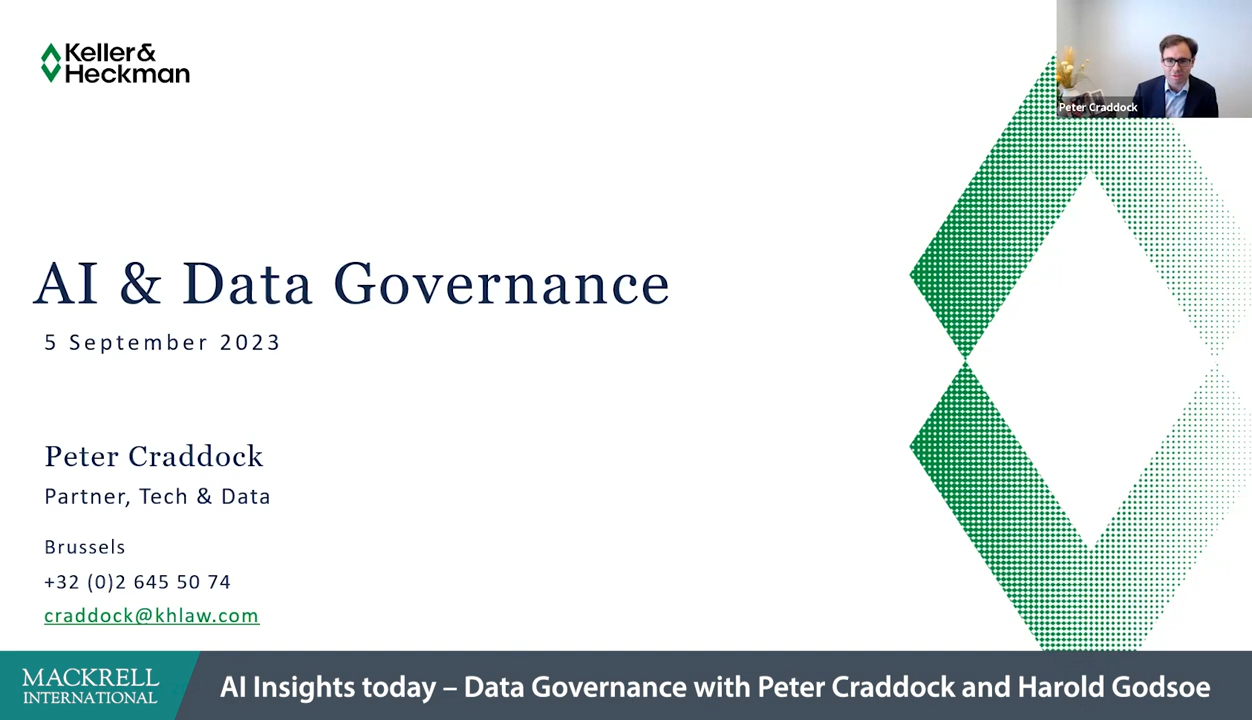 Keller&
Heckman
Peter Craddock
AI & Data Governance
5 September 2023
Peter Craddock
Partner, Tech & Data
Brussels
+32 (0)2 645 50 74
craddock@khlaw.com
MACKRELL
INTERNATIONAL
AI Insights today – Data Governance with Peter Craddock and Harold Godsoe